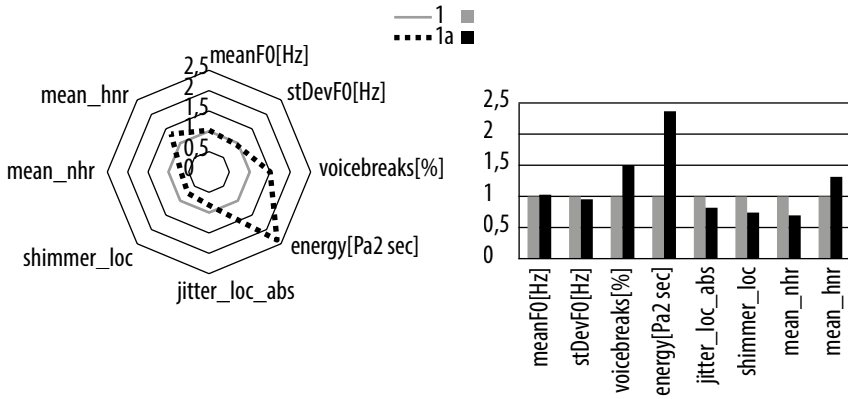 1
1a
meanF0[Hz]
stDevF0[Hz]
voicebreaks[%]
energy[Pa2 sec]
jitter_loc_abs
shimmer_loc
mean_nhr
mean_hnr
2,5
2
1,5
1
0,5
0
2,5
2
1,5
1
0,5
0
meanF0[Hz]
stDevF0[Hz]
voicebreaks[%]
energy[Pa2 sec]
jitter_loc_abs
shimmer_loc
mean_nhr
mean_hnr